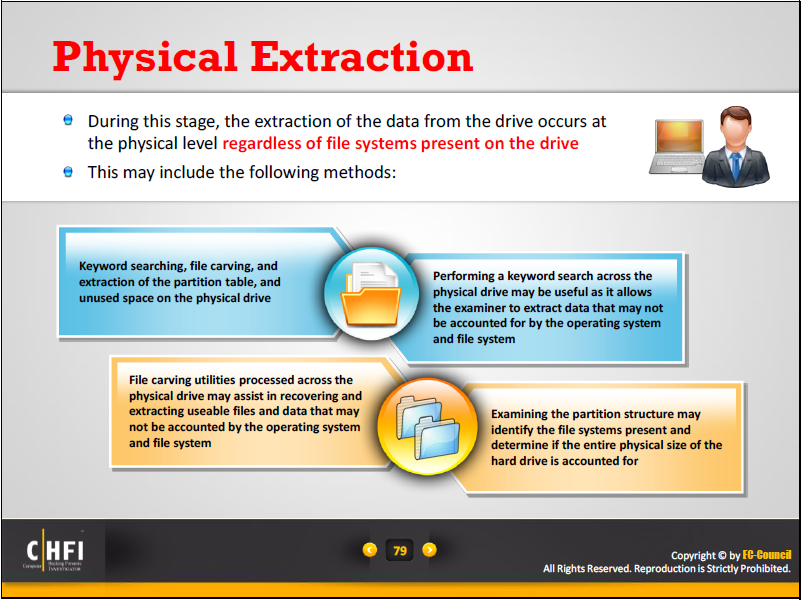 Physical Extraction
During this stage, the extraction of the data from the drive occurs at
the physical level regardless of file systems present on the drive
This may include the following methods:
Keyword searching, file carving, and
extraction of the partition table, and
unused space on the physical drive
Performing a keyword search across the
physical drive may be useful as it allows
the examiner to extract data that may not
be accounted for by the operating system
and file system
File carving utilities processed across the
physical drive may assist in recovering and
extracting useable files and data that may
not be accounted by the operating system
and file system
Examining the partition structure may
identify the file systems present and
determine if the entire physical size of the
hard drive is accounted for
CHFI
Computer Hacking Forensic
INVESTIGATOR
79
Copyright © by EC-Council
All Rights Reserved. Reproduction is Strictly Prohibited.